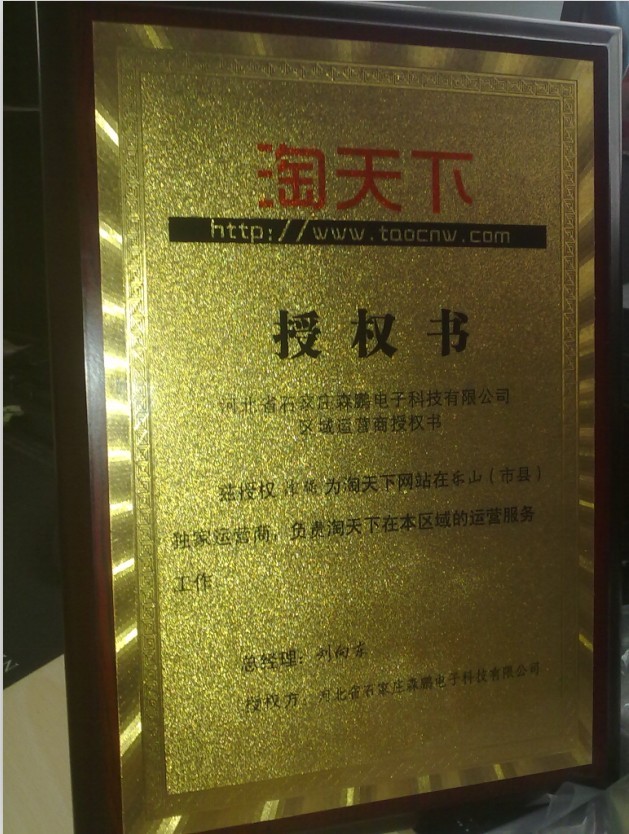 淘天下
http://www.taocnw.com
授权书
河北省石家庄森鹏电子科技有限公司
区域运营商授权书
兹授权 为淘天下网站在乐山（市县）
独家运营商，负责淘天下在本区域的运营服务
工作
总经理：刘向东
授权方：河北省石家庄森鹏电子科技有限公司